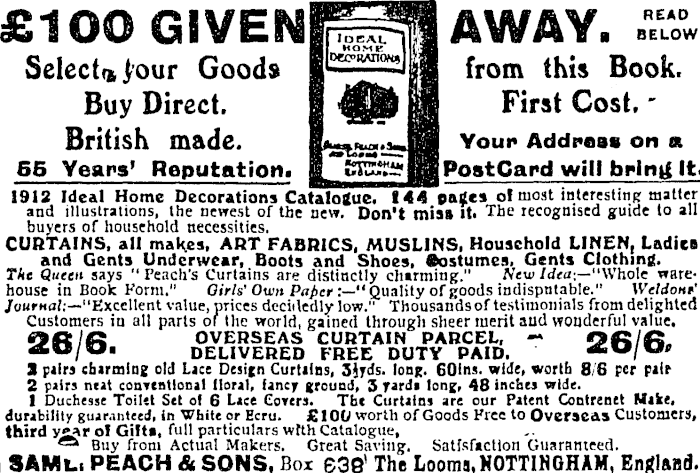 £100 GIVEN AWAY. READ BELOW
IDEAL
HOME
DECORATIONS
Select your Goods from this Book.
Buy Direct. First Cost.
British made. Your Address on a
55 Years' Reputation. PostCard will bring it.
1912 Ideal Home Decorations Catalogue. 144 pages of most interesting matter
and illustrations, the newest of the new. Don't miss it. The recognised guide to all
buyers of household necessities.
CURTAINS, all makes, ART FABRICS, MUSLINS, Household LINEN, Ladies
and Gents Underwear, Boots and Shoes, Costumes, Gents Clothing.
The Queen says "Peach's Curtains are distinctly charming." New Idea:—"Whole ware-
house in Book Form." Girls' Own Paper:—"Quality of goods indisputable." Weldons'
Journal:—"Excellent value, prices decidedly low." Thousands of testimonials from delighted
Customers in all parts of the world, gained through sheer merit and wonderful value.
26/6. OVERSEAS CURTAIN PARCEL, 26/6.
DELIVERED FREE DUTY PAID.
2 pairs charming old Lace Design Curtains, 3½yds. long. 60ins. wide, worth 8/6 per pair
2 pairs neat conventional floral, fancy ground, 3 yards long, 48 inches wide.
1 Duchesse Toilet Set of 6 Lace Covers. The Curtains are our Patent Contrenet Make,
durability guaranteed, in White or Ecru. £100 worth of Goods Free to Overseas Customers,
third year of Gifts, full particulars with Catalogue,
Buy from Actual Makers. Great Saving. Satisfaction Guaranteed.
SAML. PEACH & SONS, Box 638 The Looms, NOTTINGHAM, England.